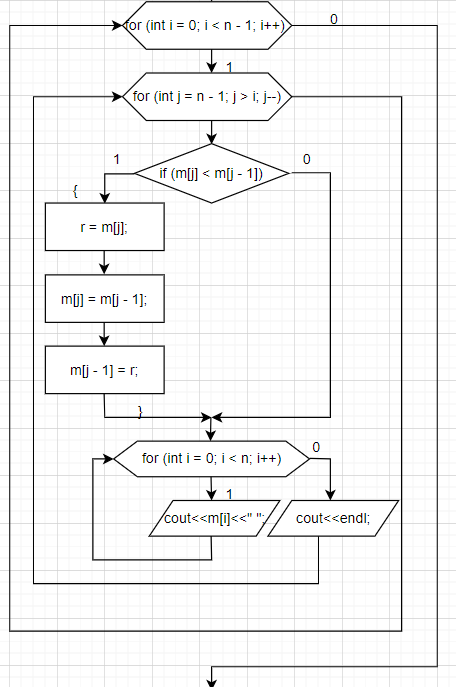 for (int i = 0; i < n - 1; i++)
0
1
for (int j = n - 1; j > i; j--)
1
0
if (m[j] < m[j - 1])
{
r = m[j];
m[j] = m[j - 1];
m[j - 1] = r;
}
for (int i = 0; i < n; i++)
0
1
cout<<m[i]<<" ";
cout<<endl;